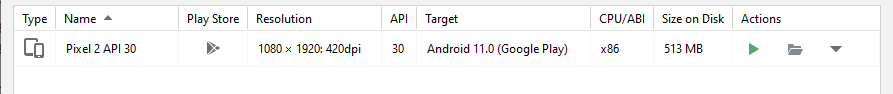 Type Name Play Store Resolution API Target CPU/ABI Size on Disk Actions
Pixel 2 API 30 1080 × 1920: 420dpi 30 Android 11.0 (Google Play) x86 513 MB